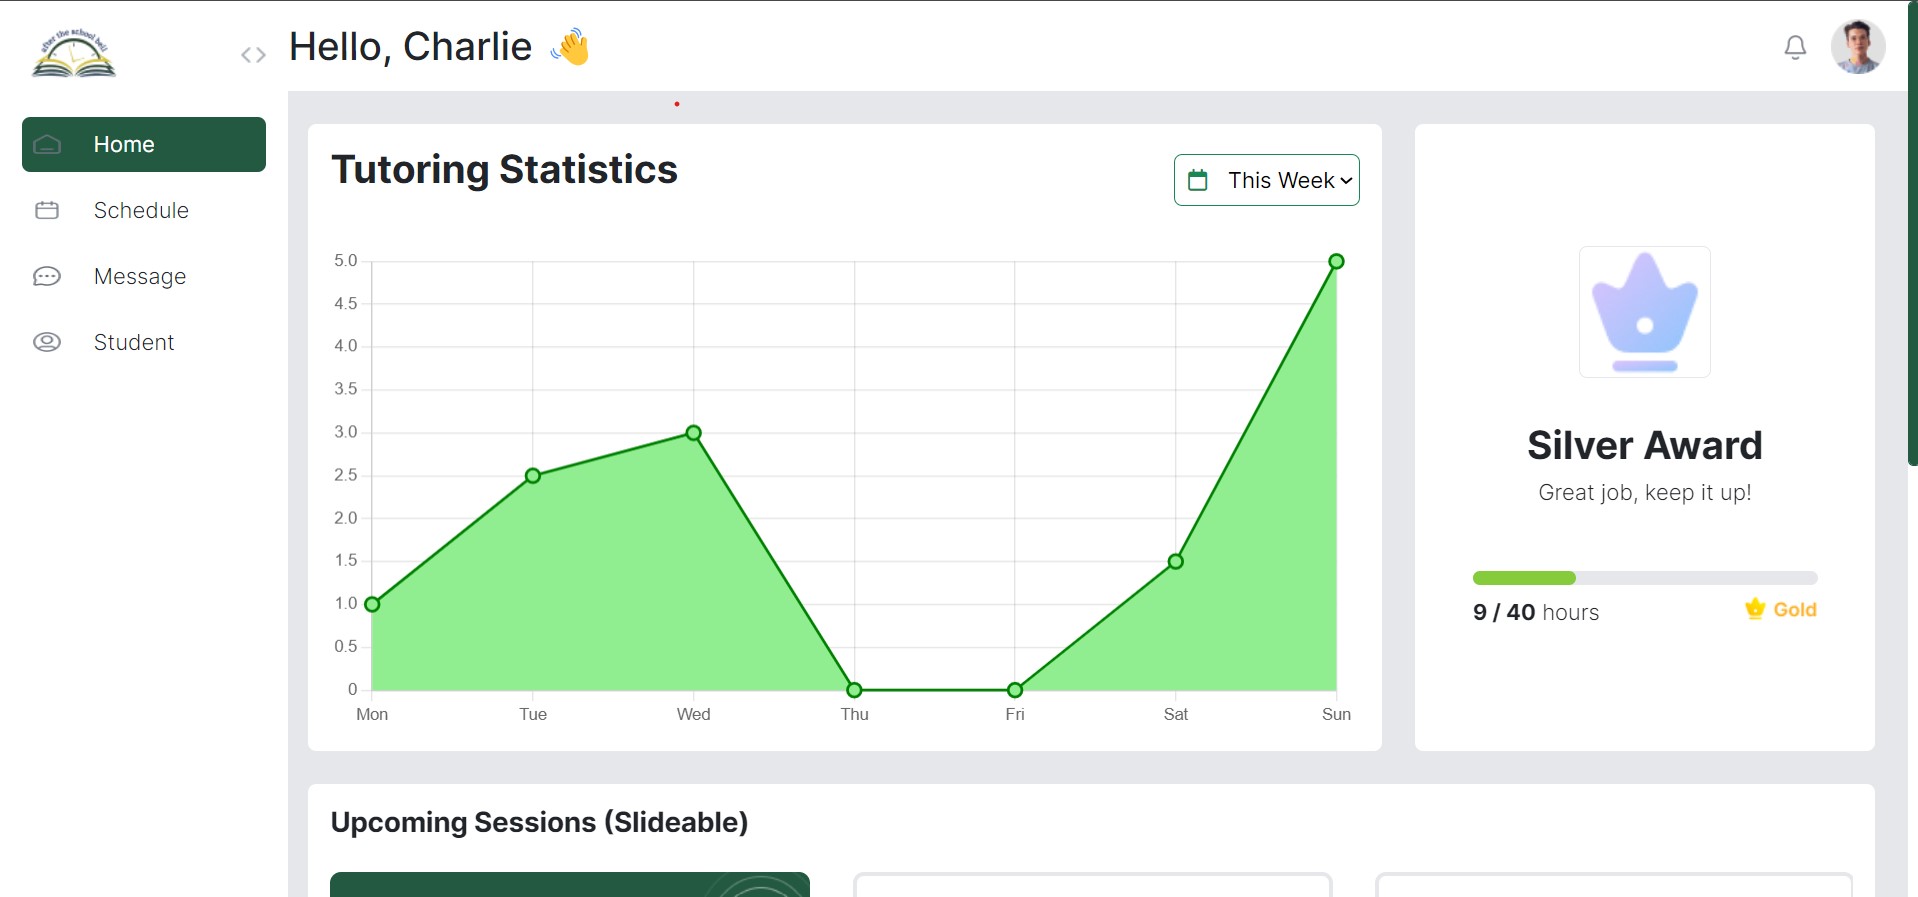 after the school bell
Hello, Charlie
Home
Schedule
Message
Student
Tutoring Statistics
This Week
5.0
4.5
4.0
3.5
3.0
2.5
2.0
1.5
1.0
0.5
0
Mon Tue Wed Thu Fri Sat Sun
Silver Award
Great job, keep it up!
9 / 40 hours
Gold
Upcoming Sessions (Slideable)